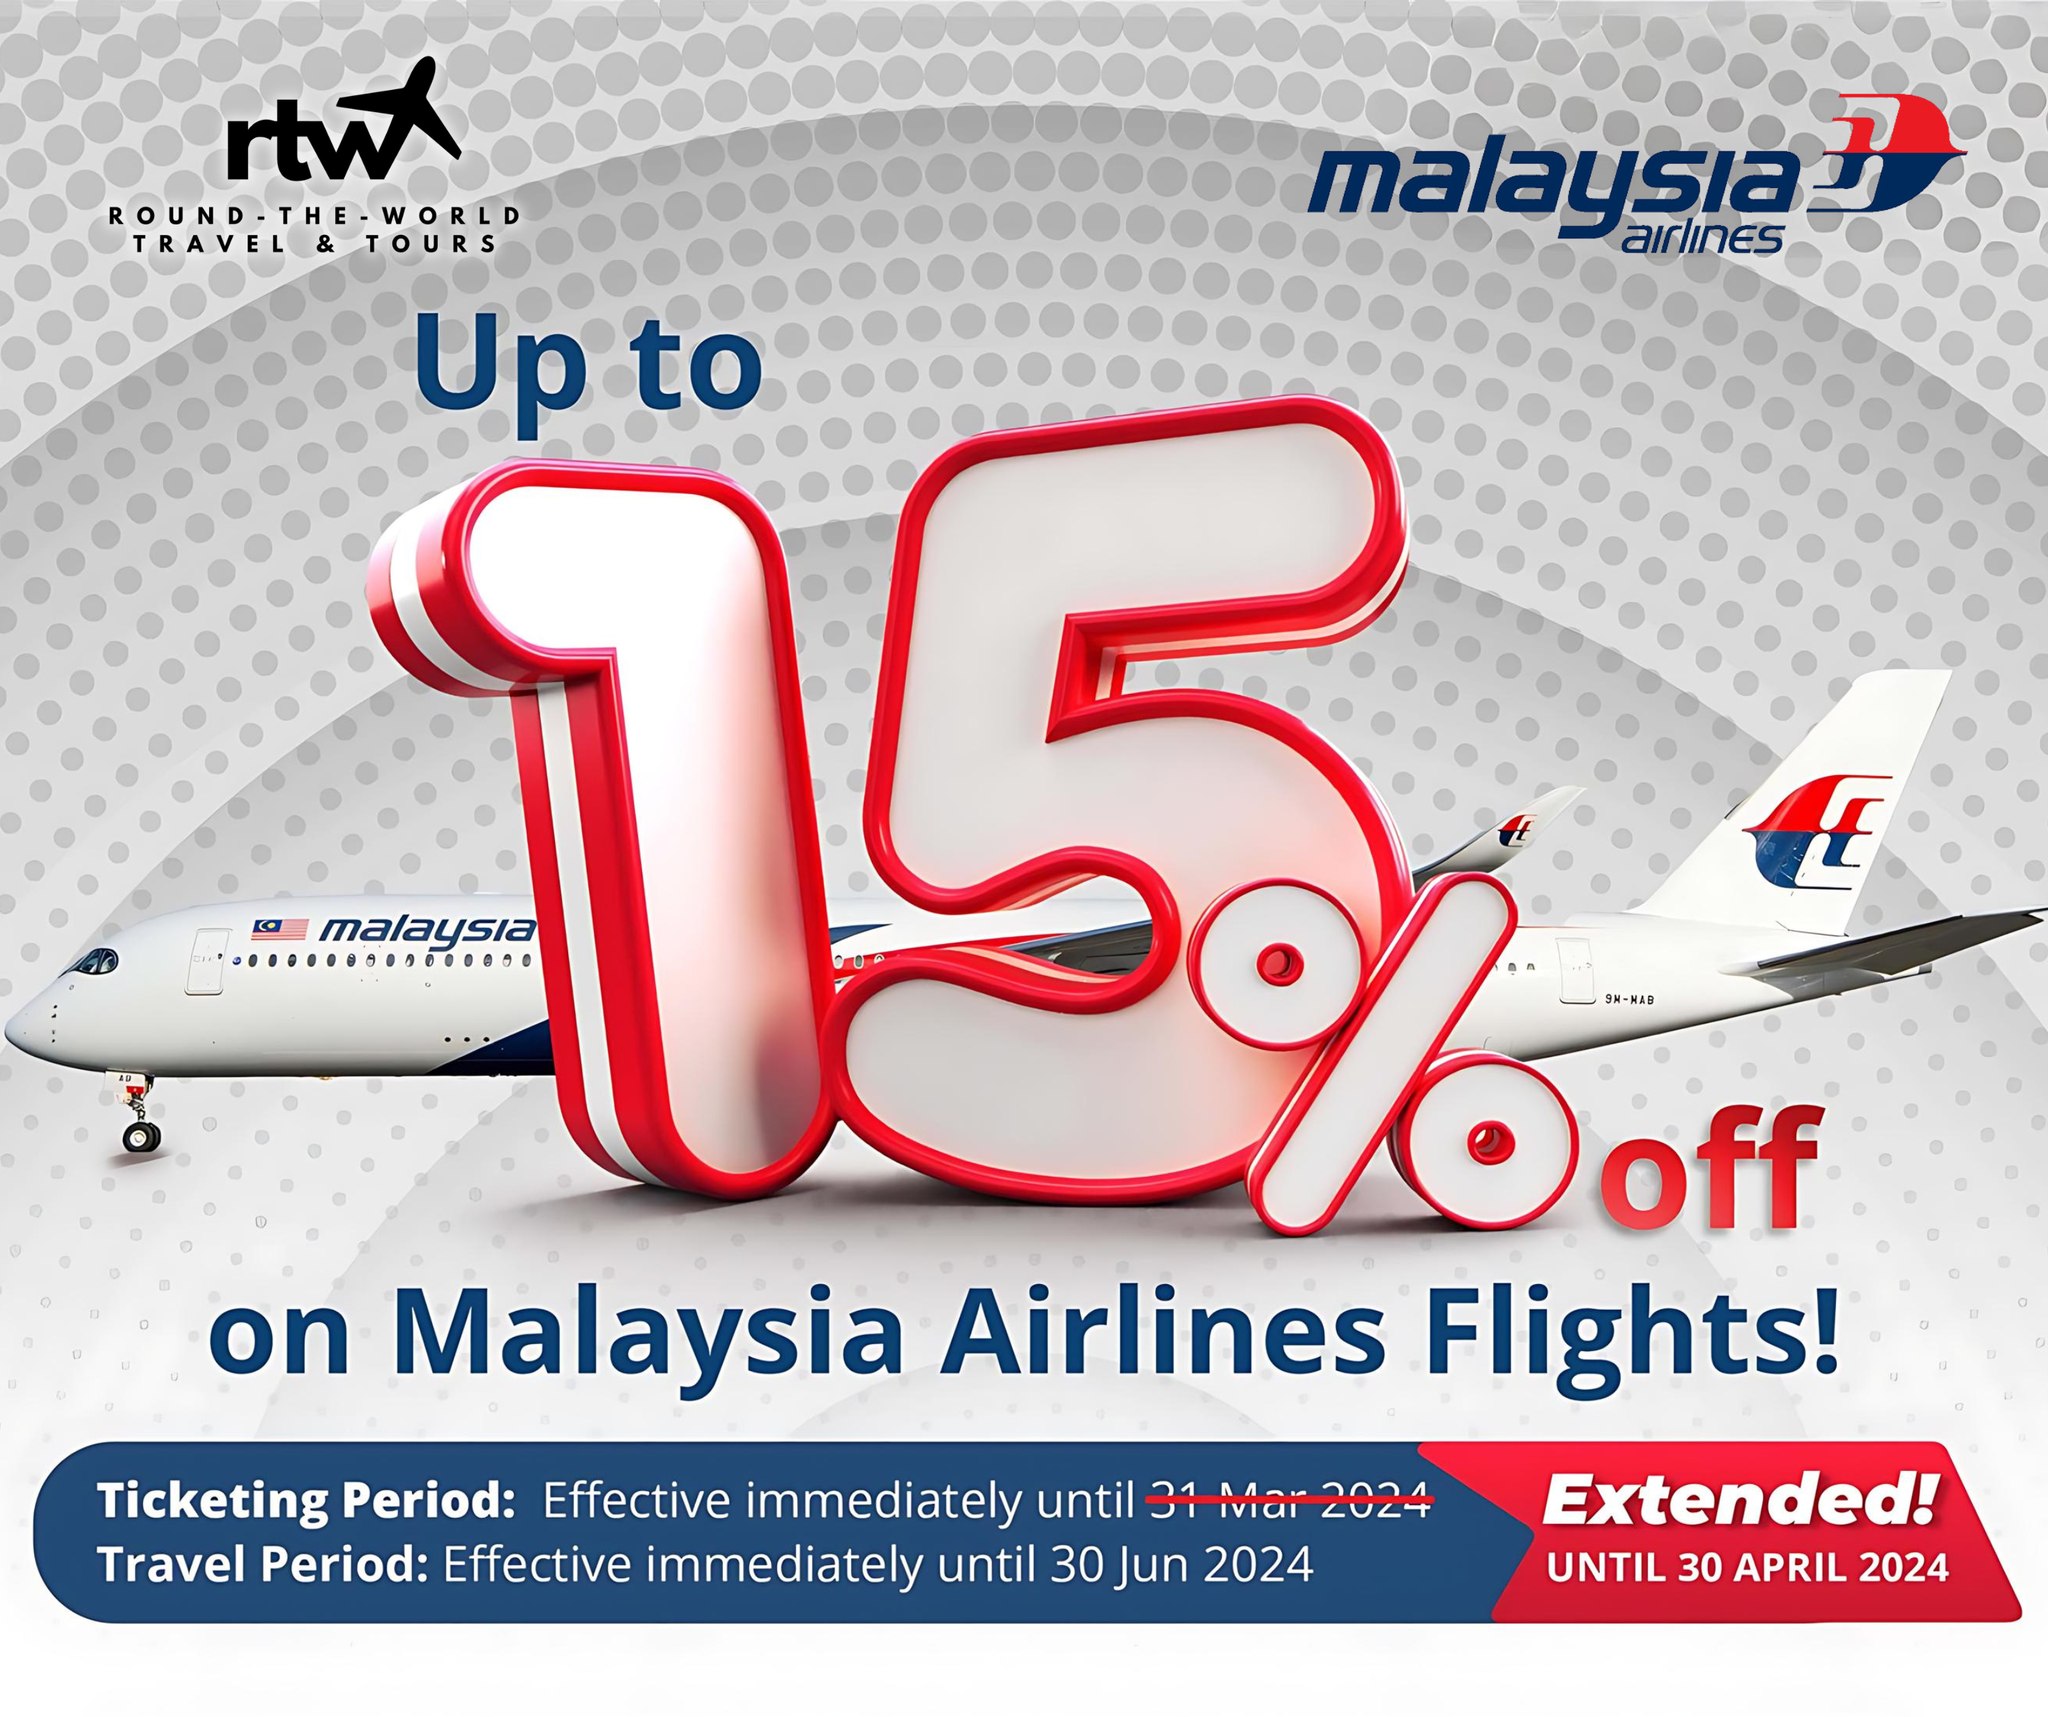 rtw
ROUND-THE-WORLD
TRAVEL & TOURS
malaysia
airlines
Up to
15%off
malaysia
9M-MAB
AB
on Malaysia Airlines Flights!
Ticketing Period: Effective immediately until 31 Mar 2024
Travel Period: Effective immediately until 30 Jun 2024
Extended!
UNTIL 30 APRIL 2024